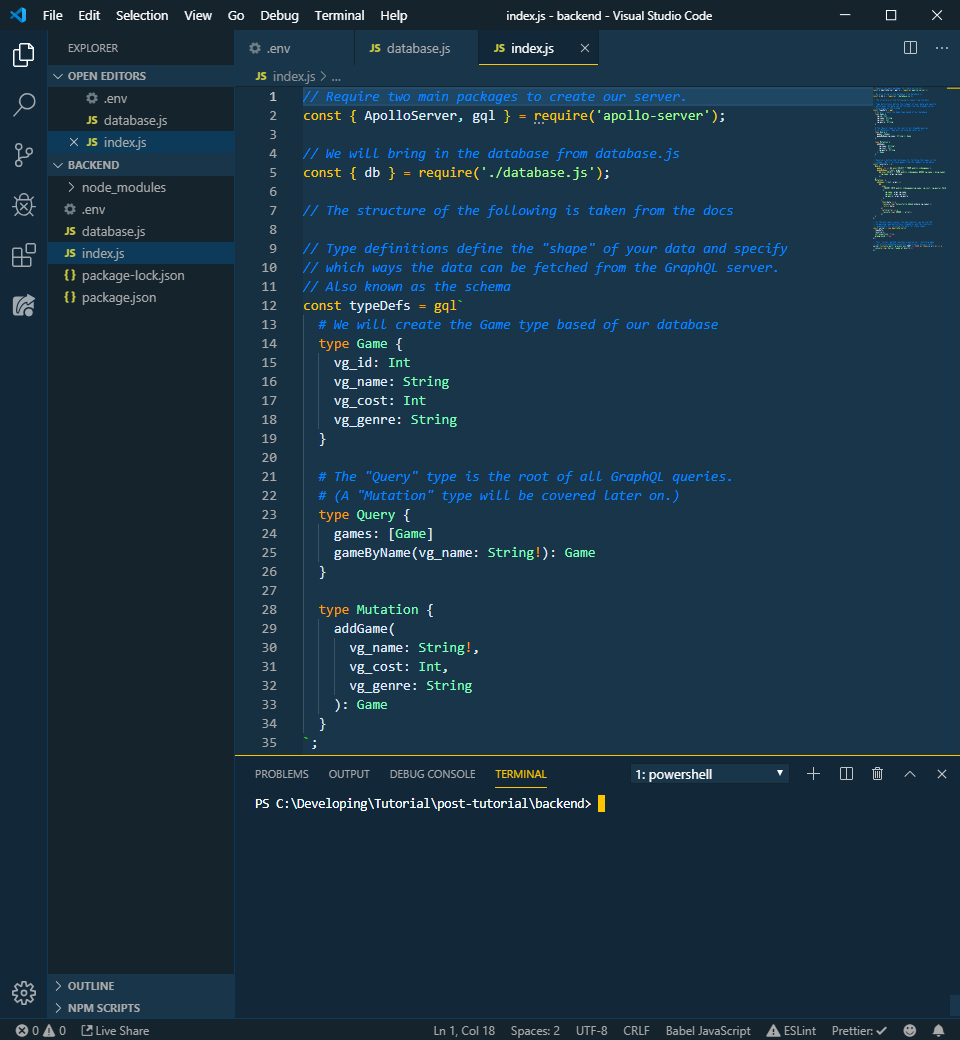 File Edit Selection View Go Debug Terminal Help index.js - backend - Visual Studio Code
EXPLORER
OPEN EDITORS
.env
database.js
JS index.js
BACKEND
node_modules
.env
JS database.js
JS index.js
{} package-lock.json
{} package.json
OUTLINE
NPM SCRIPTS
.env JS database.js JS index.js
JS index.js > ...
1 // Require two main packages to create our server.
2 const { ApolloServer, gql } = require('apollo-server');
3
4 // We will bring in the database from database.js
5 const { db } = require('./database.js');
6
7 // The structure of the following is taken from the docs
8
9 // Type definitions define the "shape" of your data and specify
10 // which ways the data can be fetched from the GraphQL server.
11 // Also known as the schema
12 const typeDefs = gql`
13 # We will create the Game type based of our database
14 type Game {
15 vg_id: Int
16 vg_name: String
17 vg_cost: Int
18 vg_genre: String
19 }
20
21 # The "Query" type is the root of all GraphQL queries.
22 # (A "Mutation" type will be covered later on.)
23 type Query {
24 games: [Game]
25 gameByName(vg_name: String!): Game
26 }
27
28 type Mutation {
29 addGame(
30 vg_name: String!,
31 vg_cost: Int,
32 vg_genre: String
33 ): Game
34 }
35 `;
PROBLEMS OUTPUT DEBUG CONSOLE TERMINAL 1: powershell
PS C:\Developing\Tutorial\post-tutorial\backend>
0 0 Live Share Ln 1, Col 18 Spaces: 2 UTF-8 CRLF Babel JavaScript ESLint Prettier: ✓